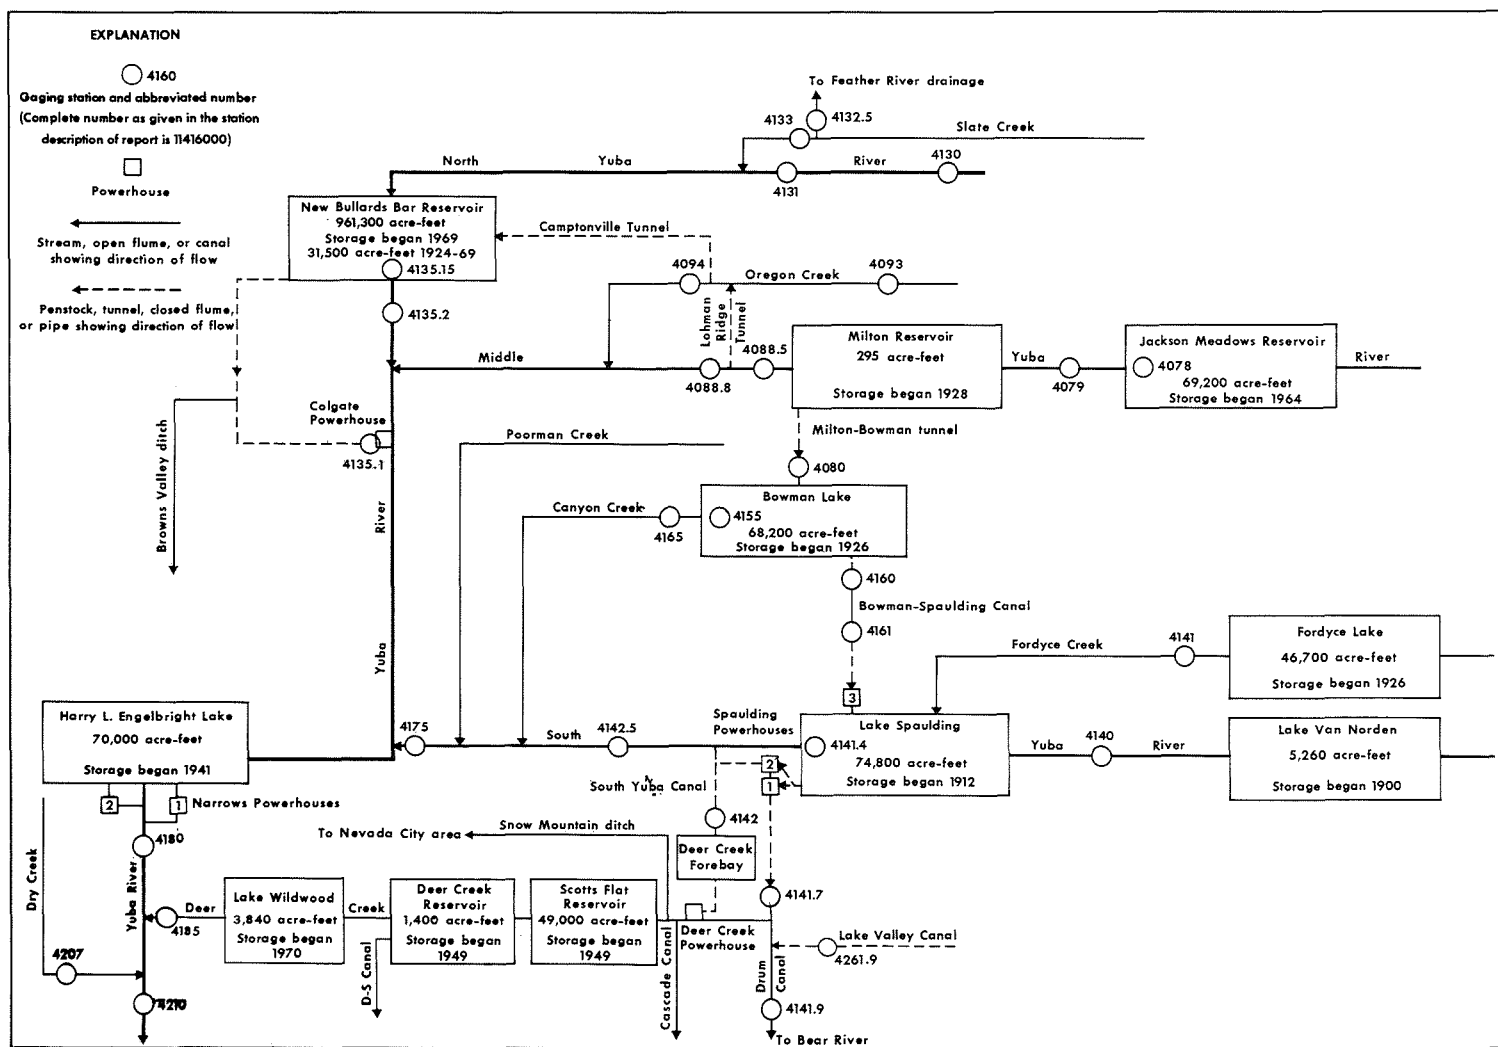 EXPLANATION
4160
Gaging station and abbreviated number
(Complete number as given in the station
description of report is 11416000)
Powerhouse
Stream, open flume, or canal
showing direction of flow
Penstock, tunnel, closed flume,
or pipe showing direction of flow
To Feather River drainage
4133
4132.5
Slate Creek
North
Yuba
River
4130
4131
New Bullards Bar Reservoir
961,300 acre-feet
Storage began 1969
31,500 acre-feet 1924-69
4135.15
Camptonville Tunnel
4094
Oregon Creek
4093
4135.2
Lohman
Ridge
Tunnel
Middle
4088.5
4088.8
Milton Reservoir
295 acre-feet
Storage began 1928
Yuba
4079
Jackson Meadows Reservoir
4078
69,200 acre-feet
Storage began 1964
River
Colgate
Powerhouse
4135.1
Browns Valley ditch
Poorman Creek
Milton-Bowman tunnel
4080
River
Canyon Creek
4165
Bowman Lake
4155
68,200 acre-feet
Storage began 1926
4160
Bowman-Spaulding Canal
4161
Fordyce Creek
4141
Fordyce Lake
46,700 acre-feet
Storage began 1926
Yuba
3
Harry L. Engelbright Lake
70,000 acre-feet
Storage began 1941
4175
South
4142.5
Spaulding
Powerhouses
Lake Spaulding
4141.4
74,800 acre-feet
Storage began 1912
Yuba
4140
River
Lake Van Norden
5,260 acre-feet
Storage began 1900
2
1
South Yuba Canal
2
1
Narrows Powerhouses
4142
To Nevada City area
Snow Mountain ditch
Deer Creek
Forebay
4180
Dry Creek
Yuba River
Deer
4185
Lake Wildwood
3,840 acre-feet
Storage began
1970
Creek
Deer Creek
Reservoir
1,400 acre-feet
Storage began
1949
Scotts Flat
Reservoir
49,000 acre-feet
Storage began
1949
4141.7
Deer Creek
Powerhouse
Lake Valley Canal
4261.9
4207
D-S Canal
Cascade Canal
Drum
Canal
4210
4141.9
To Bear River